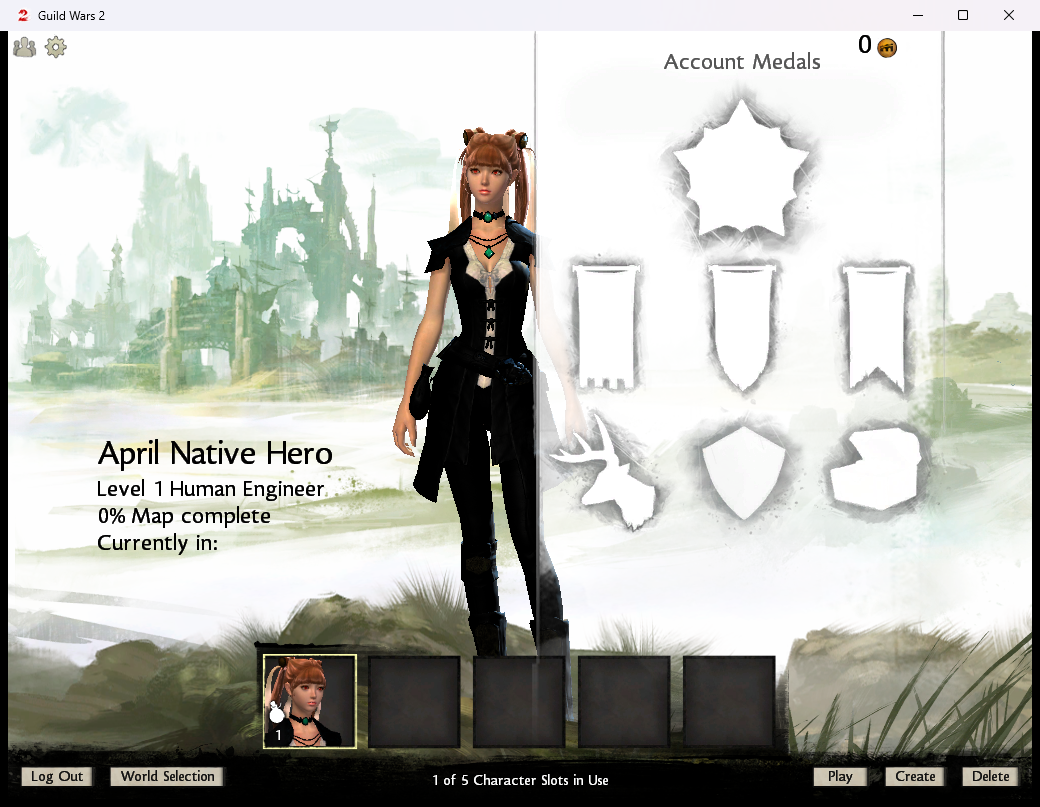 Guild Wars 2
0
Account Medals
April Native Hero
Level 1 Human Engineer
0% Map complete
Currently in:
1
Log Out
World Selection
1 of 5 Character Slots in Use
Play
Create
Delete